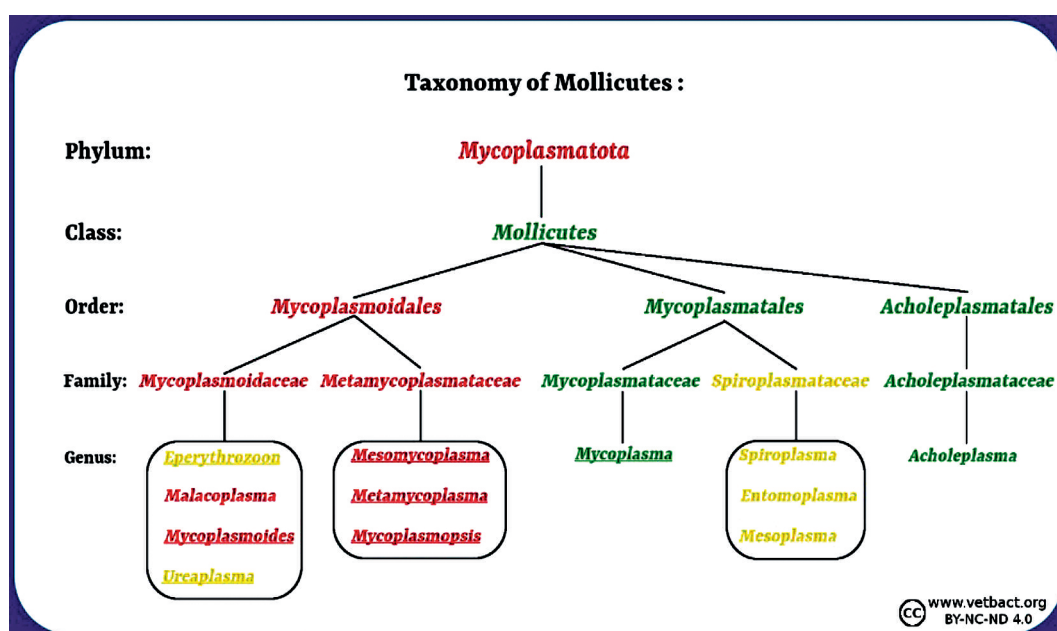 Taxonomy of Mollicutes :
Phylum: Mycoplasmatota
Class: Mollicutes
Order: Mycoplasmoidales Mycoplasmatales Acholeplasmatales
Family: Mycoplasmoidaceae Metamycoplasmataceae Mycoplasmataceae Spiroplasmataceae Acholeplasmataceae
Genus: Eperythrozoon Mesomycoplasma Mycoplasma Spiroplasma Acholeplasma
Malacoplasma Metamycoplasma Entomoplasma
Mycoplasmoides Mycoplasmopsis Mesoplasma
Ureaplasma
cc www.vetbact.org
BY-NC-ND 4.0